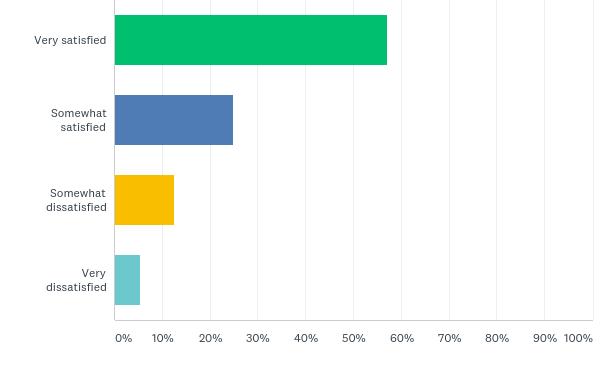 Very satisfied
Somewhat
satisfied
Somewhat
dissatisfied
Very
dissatisfied
0% 10% 20% 30% 40% 50% 60% 70% 80% 90% 100%